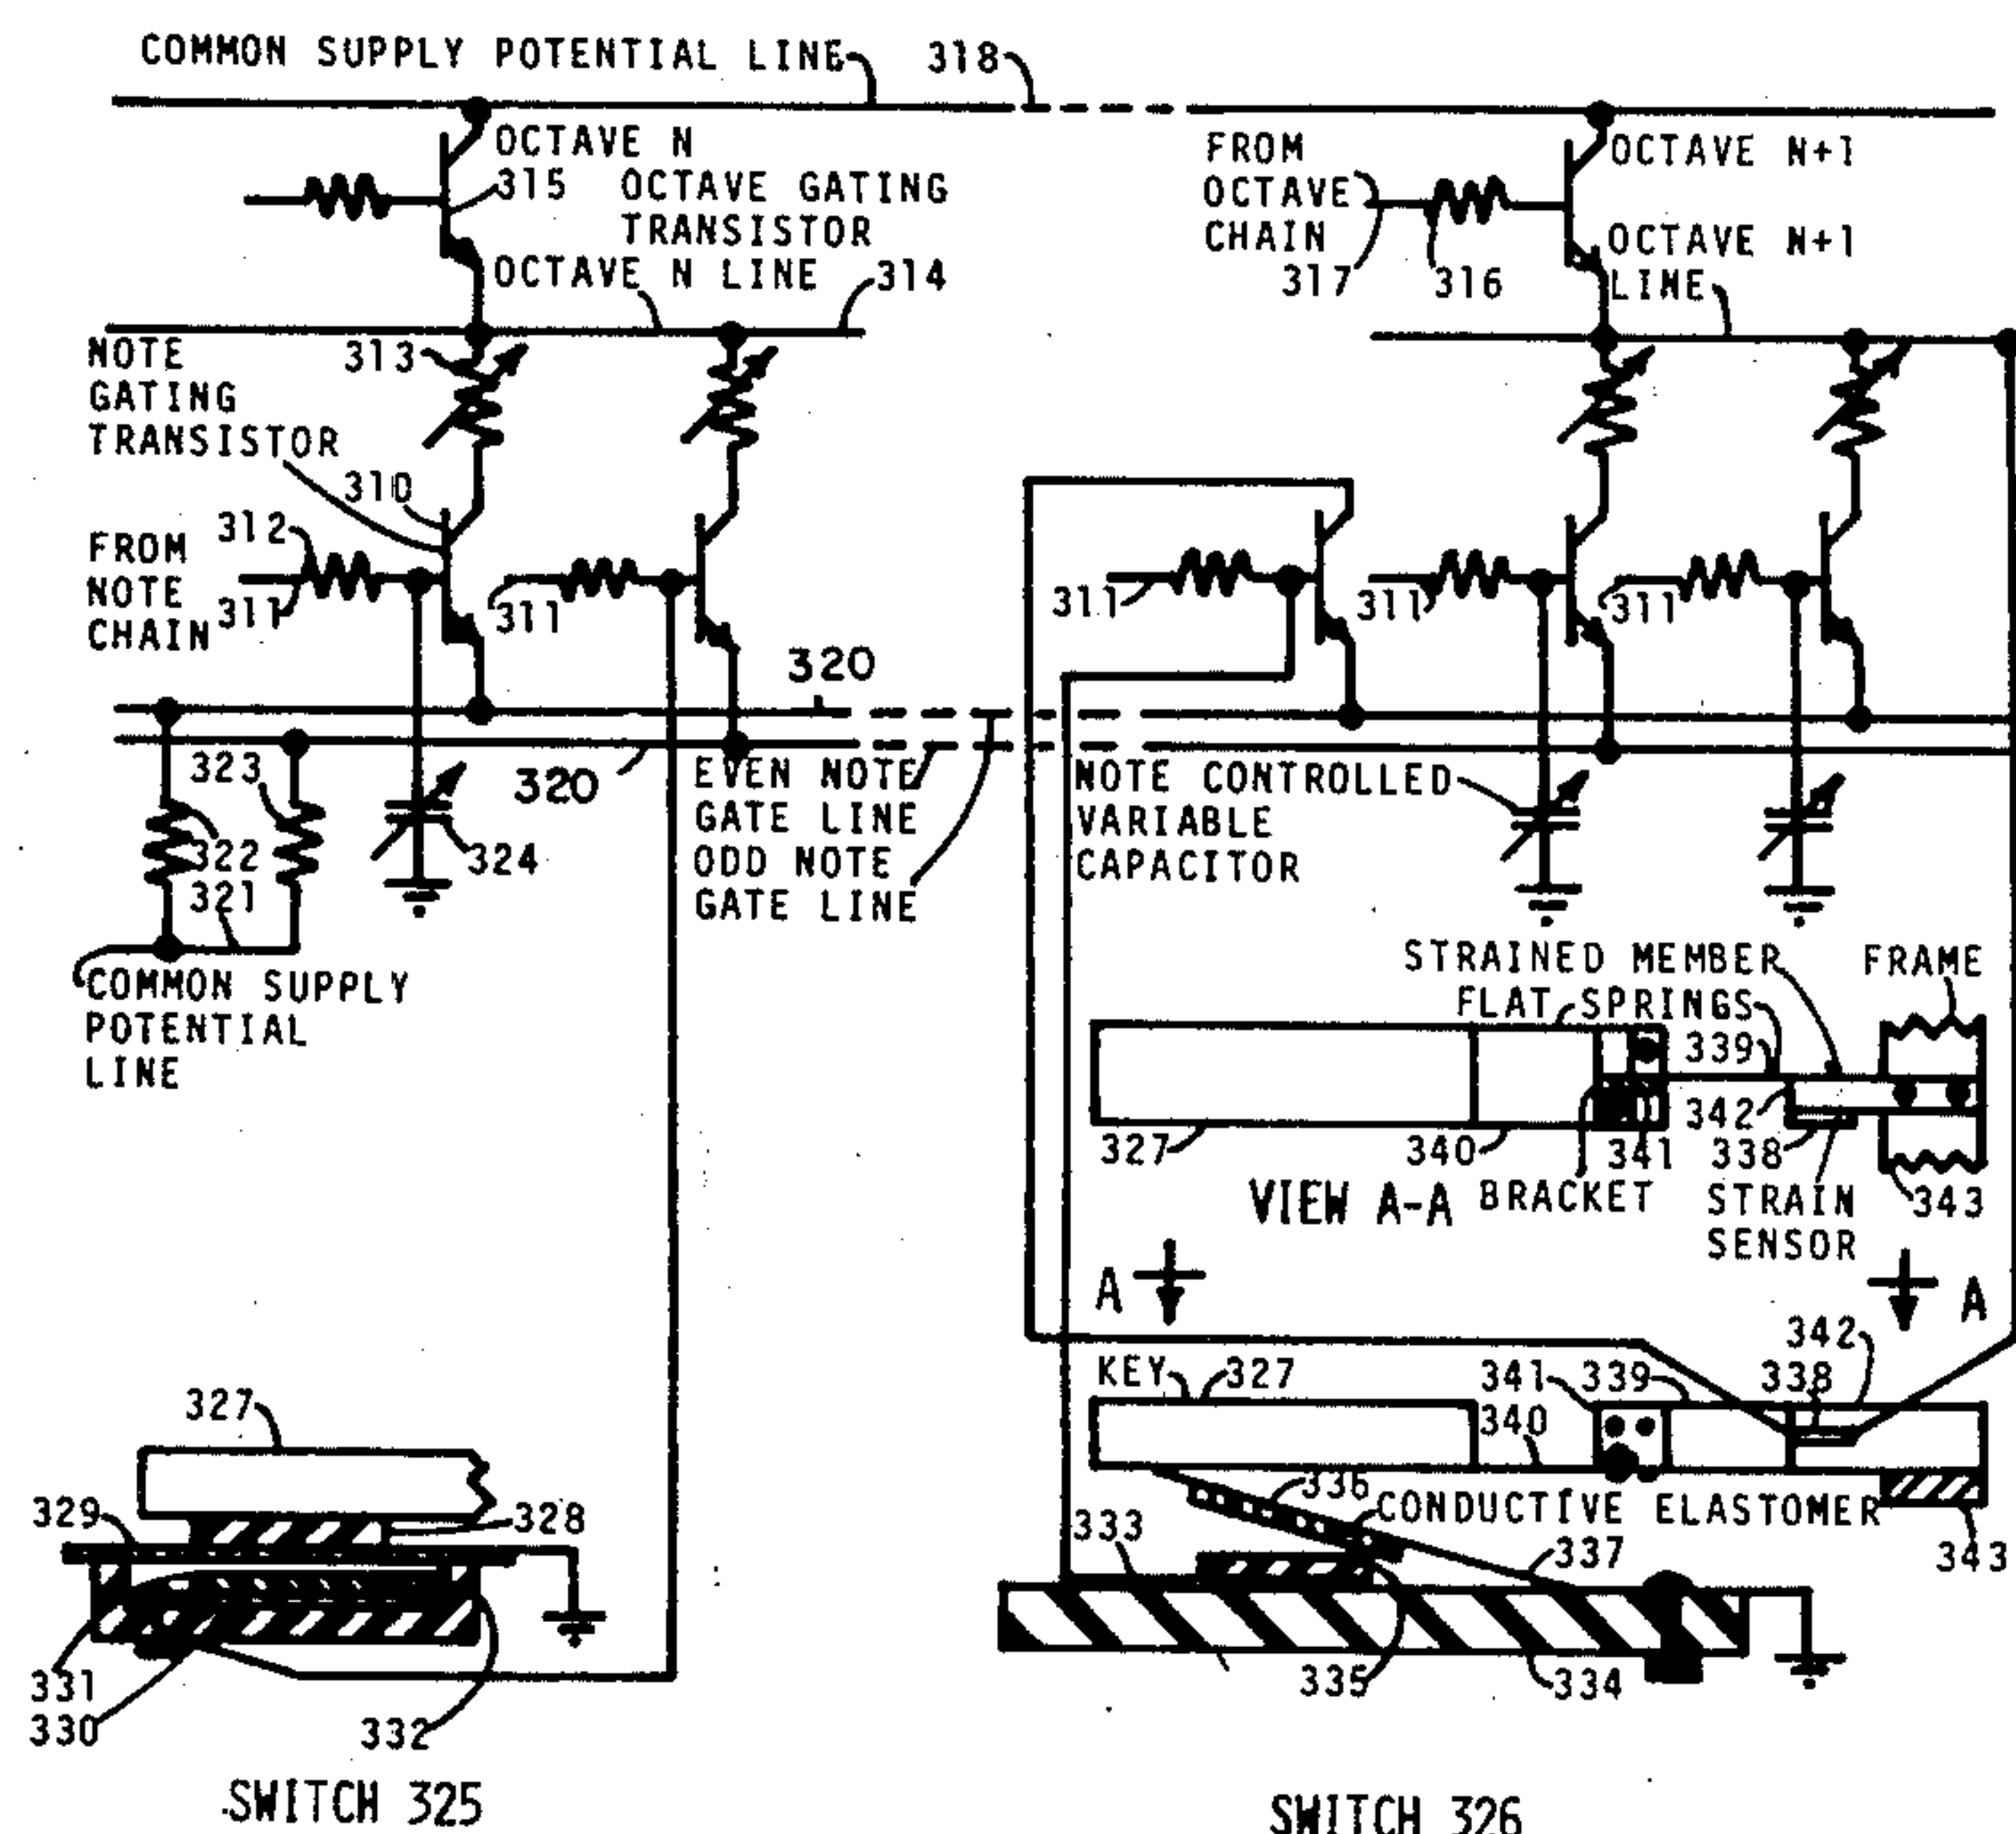 COMMON SUPPLY POTENTIAL LINE 318
OCTAVE N
315 OCTAVE GATING
TRANSISTOR
OCTAVE N LINE 314
FROM
OCTAVE
CHAIN
317 316
OCTAVE N+1
OCTAVE N+1
LINE
NOTE
GATING
TRANSISTOR
313
310
312
FROM
NOTE
CHAIN
311
311
311
311
311
320
320
323
322
321
324
EVEN NOTE
GATE LINE
ODD NOTE
GATE LINE
NOTE CONTROLLED
VARIABLE
CAPACITOR
COMMON SUPPLY
POTENTIAL
LINE
STRAINED MEMBER
FRAME
FLAT SPRINGS
339
342
327
340
341
338
BRACKET
STRAIN
SENSOR
343
VIEW A-A
A
A
KEY 327
341
339
338
342
340
336
CONDUCTIVE ELASTOMER
333
337
343
335
334
327
329
328
331
330
332
SWITCH 325
SWITCH 326